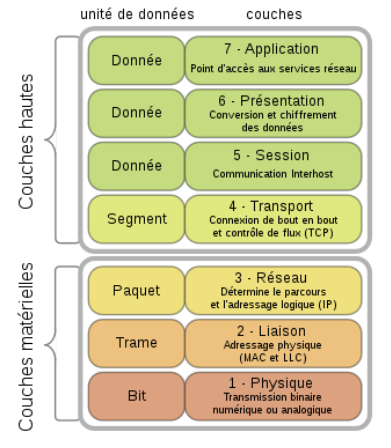 unité de données
couches
Couches hautes
Donnée
7 - Application
Point d'accès aux services réseau
Donnée
6 - Présentation
Conversion et chiffrement
des données
Donnée
5 - Session
Communication Interhost
Segment
4 - Transport
Connexion de bout en bout
et contrôle de flux (TCP)
Couches matérielles
Paquet
3 - Réseau
Détermine le parcours
et l'adressage logique (IP)
Trame
2 - Liaison
Adressage physique
(MAC et LLC)
Bit
1 - Physique
Transmission binaire
numérique ou analogique